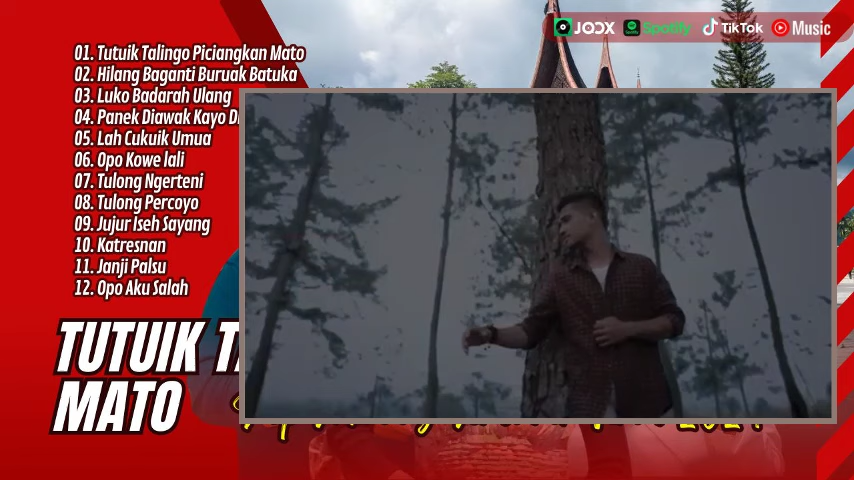 JOOX Spotify TikTok Music
01. Tutuik Talingo Piciangkan Mato
02. Hilang Baganti Buruak Batuka
03. Luko Badarah Ulang
04. Panek Diawak Kayo
05. Lah Cukuik Umua
06. Opo Kowe lali
07. Tulong Ngerteni
08. Tulong Percoyo
09. Jujur Iseh Sayang
10. Katresnan
11. Janji Palsu
12. Opo Aku Salah
TUTUIK
MATO